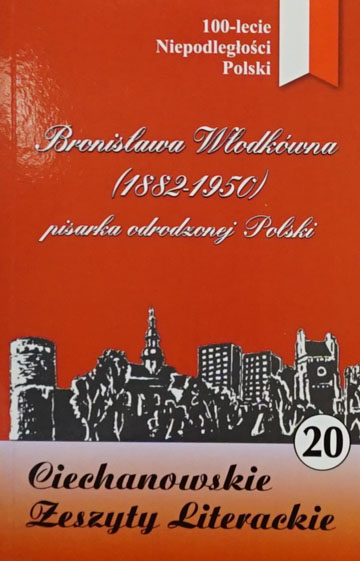 100-lecie
Niepodległości
Polski
Bronisława Włodkówna
(1882-1950)
pisarka odrodzonej Polski
20
Ciechanowskie
Zeszyty Literackie